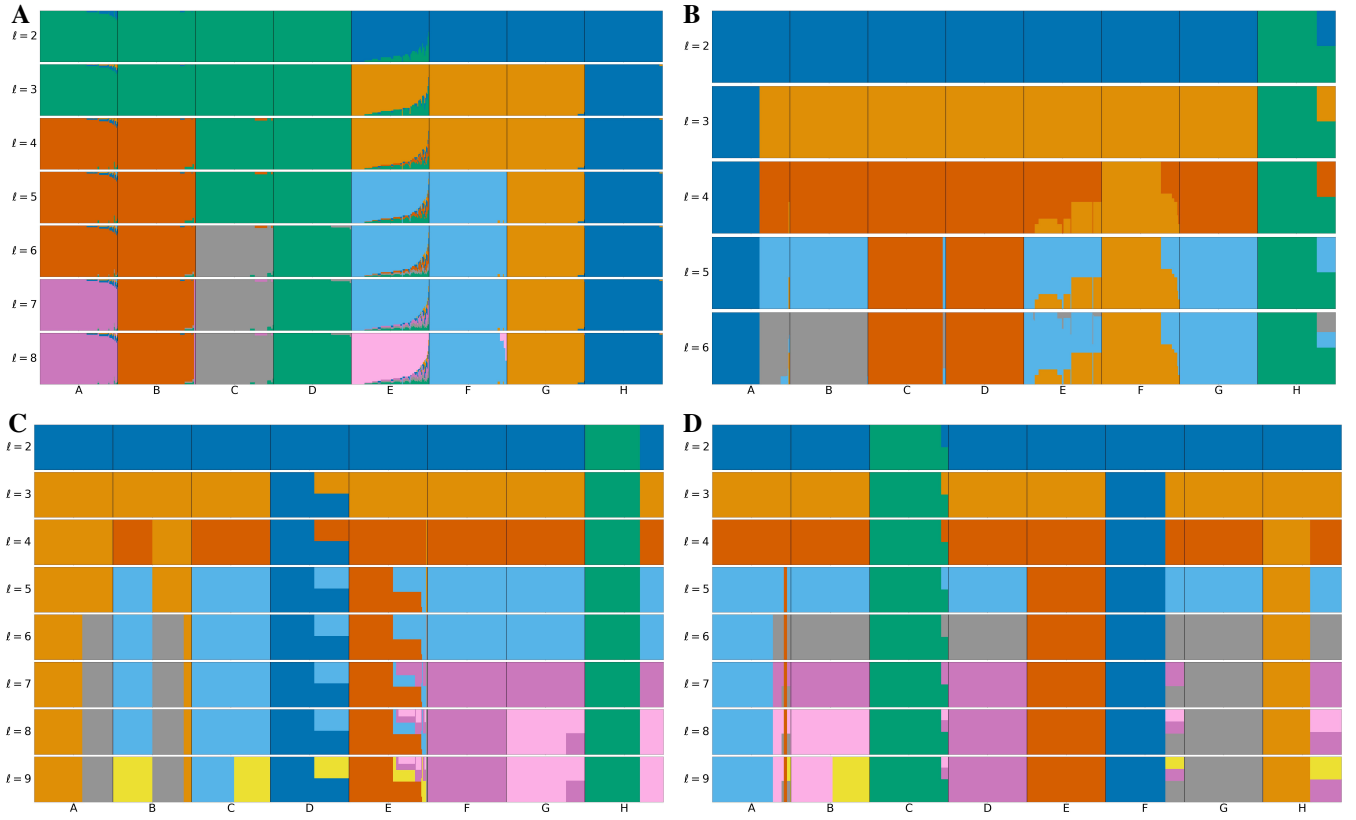 A
ℓ = 2
ℓ = 3
ℓ = 4
ℓ = 5
ℓ = 6
ℓ = 7
ℓ = 8
A B C D E F G H
B
ℓ = 2
ℓ = 3
ℓ = 4
ℓ = 5
ℓ = 6
A B C D E F G H
C
ℓ = 2
ℓ = 3
ℓ = 4
ℓ = 5
ℓ = 6
ℓ = 7
ℓ = 8
ℓ = 9
A B C D E F G H
D
ℓ = 2
ℓ = 3
ℓ = 4
ℓ = 5
ℓ = 6
ℓ = 7
ℓ = 8
ℓ = 9
A B C D E F G H